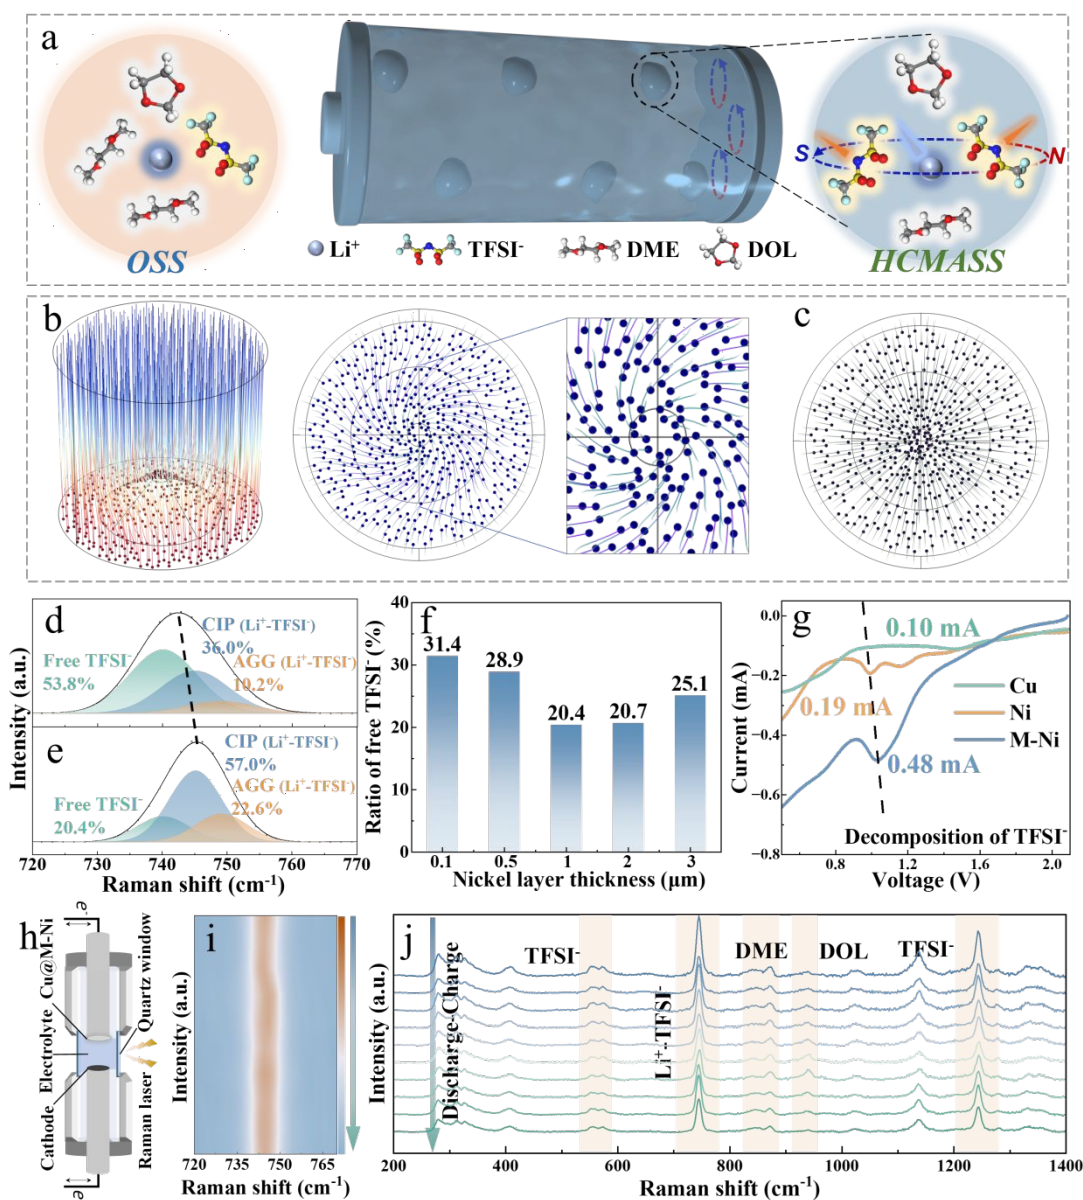 a
OSS
S
N
HCMASS
Li⁺ TFSI⁻ DME DOL
b
c
d
CIP (Li⁺-TFSI⁻)
36.0%
Free TFSI⁻
53.8%
AGG (Li⁺-TFSI⁻)
10.2%
e
CIP (Li⁺-TFSI⁻)
57.0%
Free TFSI⁻
20.4%
AGG (Li⁺-TFSI⁻)
22.6%
Intensity (a.u.)
720 730 740 750 760 770
Raman shift (cm⁻¹)
f
Ratio of free TFSI⁻ (%)
40
30
20
10
0
31.4
28.9
20.4
20.7
25.1
0.1 0.5 1 2 3
Nickel layer thickness (μm)
g
Current (mA)
0.0
−0.2
−0.4
−0.6
−0.8
0.10 mA
0.19 mA
0.48 mA
Cu
Ni
M-Ni
Decomposition of TFSI⁻
0.8 1.2 1.6 2.0
Voltage (V)
h
e⁻
Cathode Electrolyte Cu@M-Ni
Raman laser Quartz window
e⁻
i
Intensity (a.u.)
720 735 750 765
Raman shift (cm⁻¹)
j
Intensity (a.u.)
Discharge-Charge
TFSI⁻
Li⁺-TFSI⁻
DME
DOL
TFSI⁻
200 400 600 800 1000 1200 1400
Raman shift (cm⁻¹)